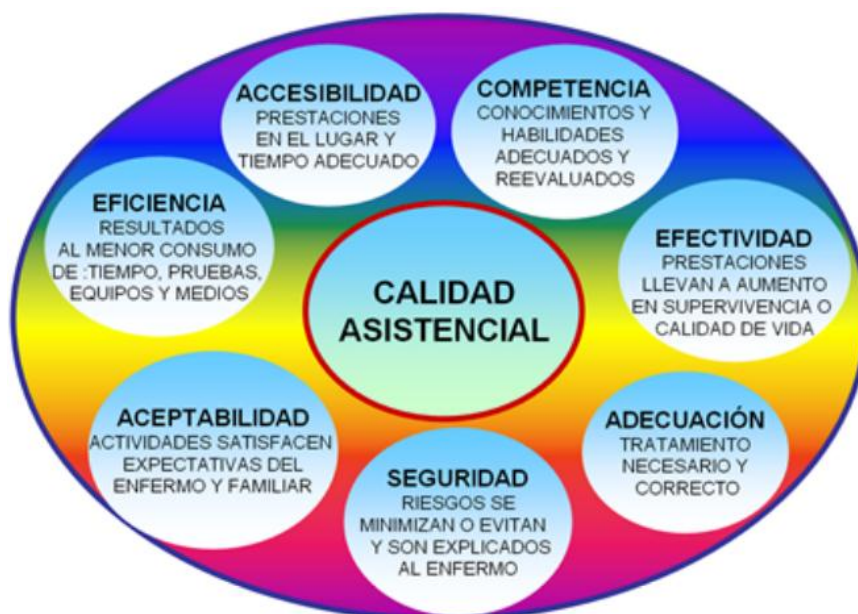 ACCESIBILIDAD
PRESTACIONES
EN EL LUGAR Y
TIEMPO ADECUADO
COMPETENCIA
CONOCIMIENTOS Y
HABILIDADES
ADECUADOS Y
REEVALUADOS
EFICIENCIA
RESULTADOS
AL MENOR CONSUMO
DE :TIEMPO, PRUEBAS,
EQUIPOS Y MEDIOS
EFECTIVIDAD
PRESTACIONES
LLEVAN A AUMENTO
EN SUPERVIVENCIA O
CALIDAD DE VIDA
CALIDAD
ASISTENCIAL
ACEPTABILIDAD
ACTIVIDADES SATISFACEN
EXPECTATIVAS DEL
ENFERMO Y FAMILIAR
ADECUACIÓN
TRATAMIENTO
NECESARIO Y
CORRECTO
SEGURIDAD
RIESGOS SE
MINIMIZAN O EVITAN
Y SON EXPLICADOS
AL ENFERMO